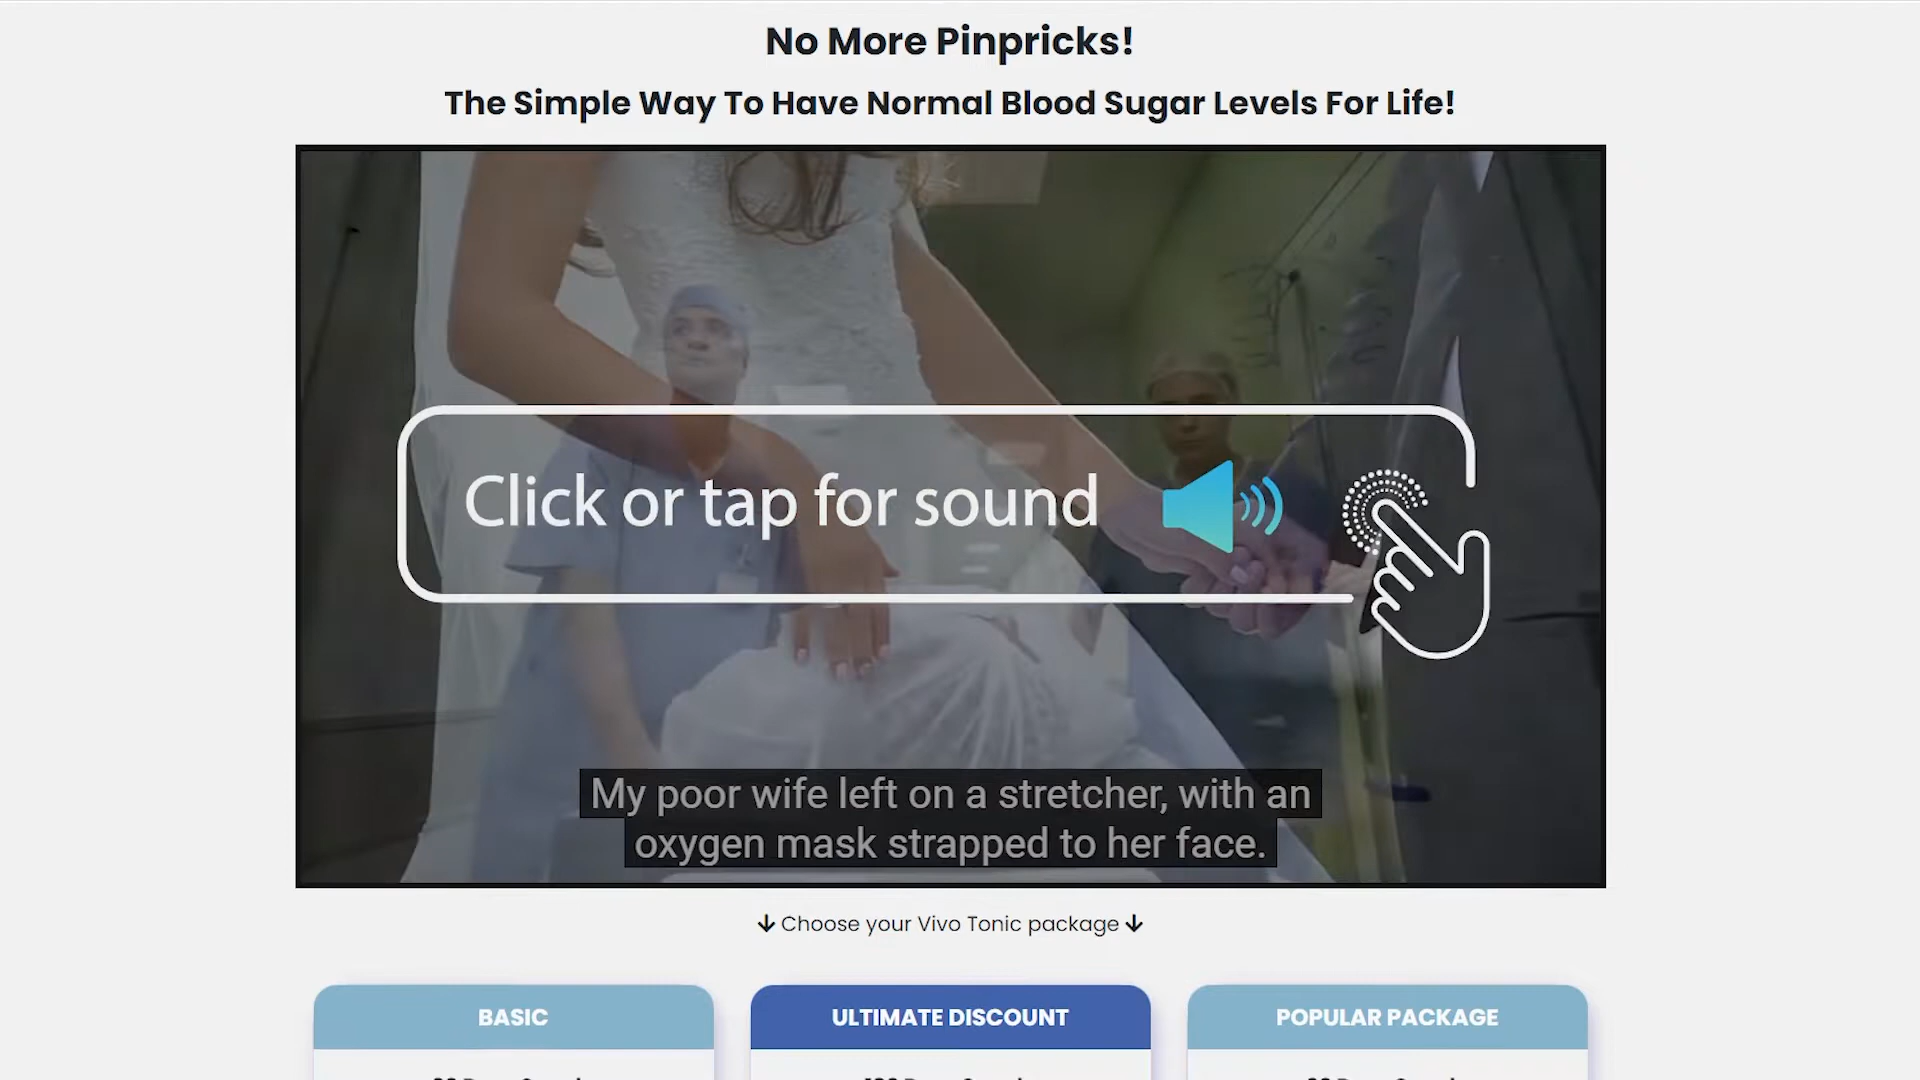 No More Pinpricks!
The Simple Way To Have Normal Blood Sugar Levels For Life!
Click or tap for sound
My poor wife left on a stretcher, with an
oxygen mask strapped to her face.
↓ Choose your Vivo Tonic package ↓
BASIC
ULTIMATE DISCOUNT
POPULAR PACKAGE